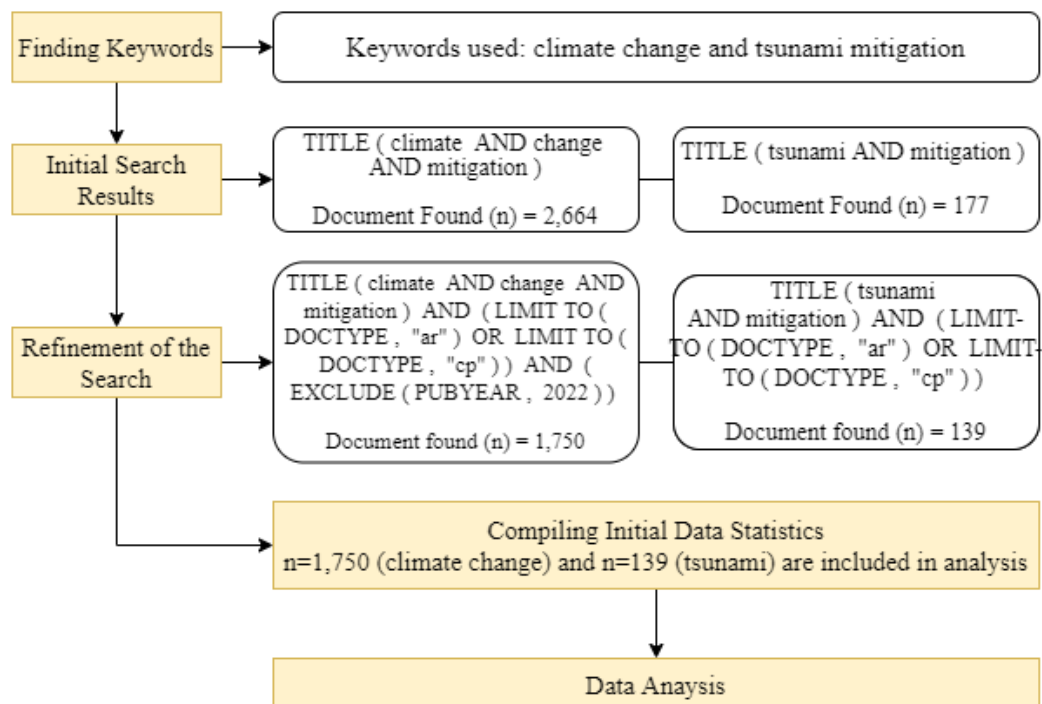 Finding Keywords
Keywords used: climate change and tsunami mitigation
Initial Search
Results
TITLE ( climate AND change
AND mitigation )
Document Found (n) = 2,664
TITLE ( tsunami AND mitigation )
Document Found (n) = 177
Refinement of the
Search
TITLE ( climate AND change AND
mitigation ) AND ( LIMIT TO (
DOCTYPE , "ar" ) OR LIMIT TO (
DOCTYPE , "cp" ) ) AND (
EXCLUDE ( PUBYEAR , 2022 ) )
Document found (n) = 1,750
TITLE ( tsunami
AND mitigation ) AND ( LIMIT-
TO ( DOCTYPE , "ar" ) OR LIMIT-
TO ( DOCTYPE , "cp" ) )
Document found (n) = 139
Compiling Initial Data Statistics
n=1,750 (climate change) and n=139 (tsunami) are included in analysis
Data Anaysis